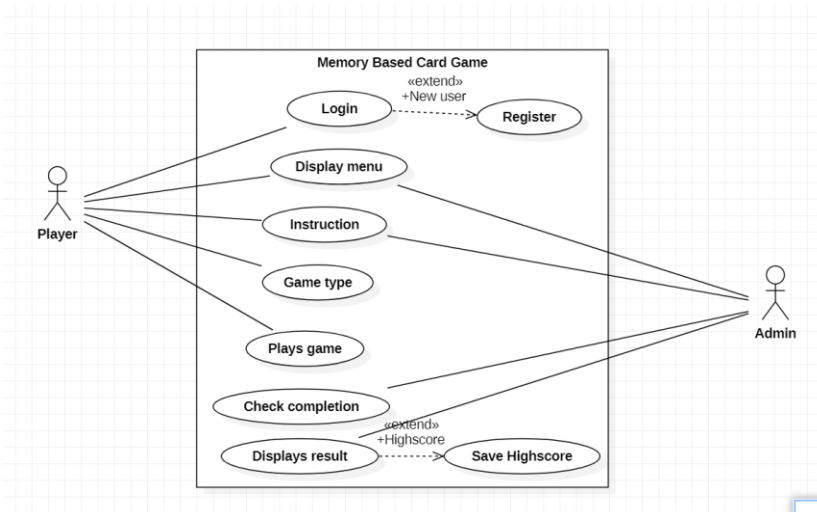 Memory Based Card Game
«extend»
+New user
Login
Register
Display menu
Instruction
Player
Game type
Admin
Plays game
Check completion
«extend»
+Highscore
Displays result
Save Highscore